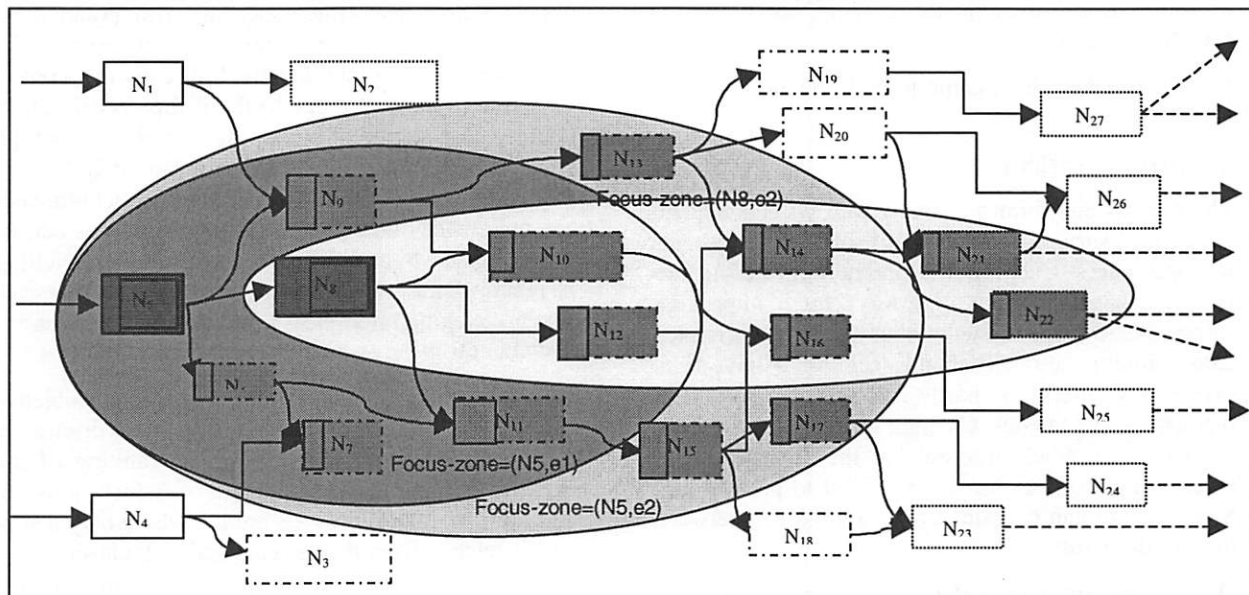 N1
N2
N19
N27
N20
N13
N9
Focus-zone=(N8,e2)
N26
N10
N14
N21
N5
N8
N22
N12
N16
N11
N25
N7
N15
N17
Focus-zone=(N5,e1)
N24
Focus-zone=(N5,e2)
N4
N18
N23
N3